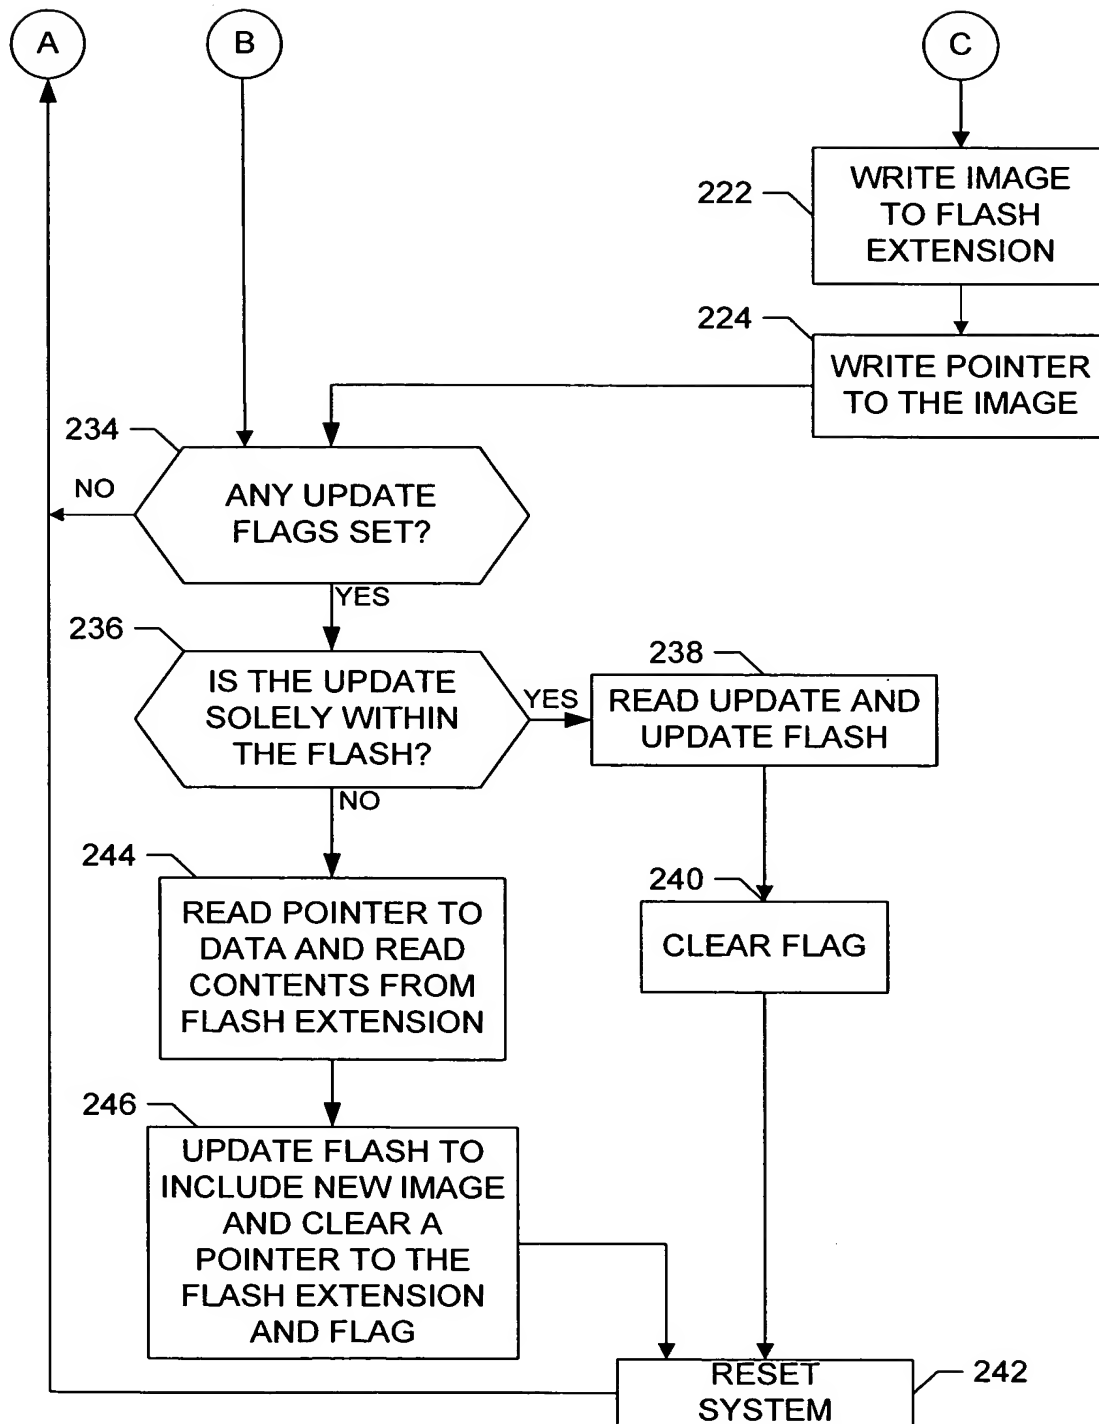 A
B
C
222
WRITE IMAGE
TO FLASH
EXTENSION
224
WRITE POINTER
TO THE IMAGE
234
NO
ANY UPDATE
FLAGS SET?
YES
236
IS THE UPDATE
SOLELY WITHIN
THE FLASH?
YES
238
READ UPDATE AND
UPDATE FLASH
NO
244
READ POINTER TO
DATA AND READ
CONTENTS FROM
FLASH EXTENSION
240
CLEAR FLAG
246
UPDATE FLASH TO
INCLUDE NEW IMAGE
AND CLEAR A
POINTER TO THE
FLASH EXTENSION
AND FLAG
RESET
SYSTEM
242